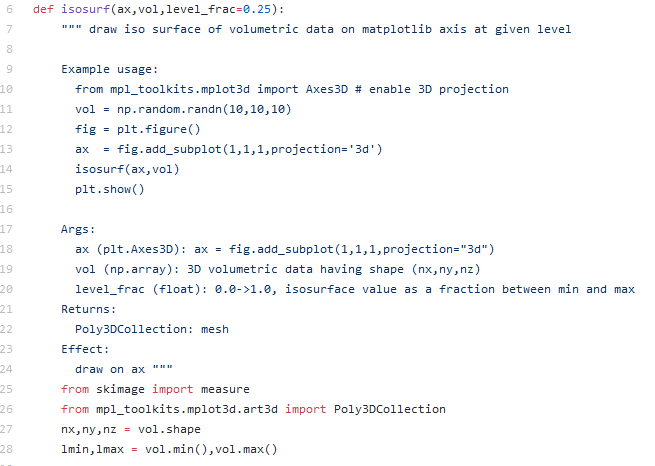 6 def isosurf(ax,vol,level_frac=0.25):
7 """ draw iso surface of volumetric data on matplotlib axis at given level
8
9 Example usage:
10 from mpl_toolkits.mplot3d import Axes3D # enable 3D projection
11 vol = np.random.randn(10,10,10)
12 fig = plt.figure()
13 ax  = fig.add_subplot(1,1,1,projection='3d')
14 isosurf(ax,vol)
15 plt.show()
16
17 Args:
18 ax (plt.Axes3D): ax = fig.add_subplot(1,1,1,projection="3d")
19 vol (np.array): 3D volumetric data having shape (nx,ny,nz)
20 level_frac (float): 0.0->1.0, isosurface value as a fraction between min and max
21 Returns:
22 Poly3DCollection: mesh
23 Effect:
24 draw on ax """
25 from skimage import measure
26 from mpl_toolkits.mplot3d.art3d import Poly3DCollection
27 nx,ny,nz = vol.shape
28 lmin,lmax = vol.min(),vol.max()